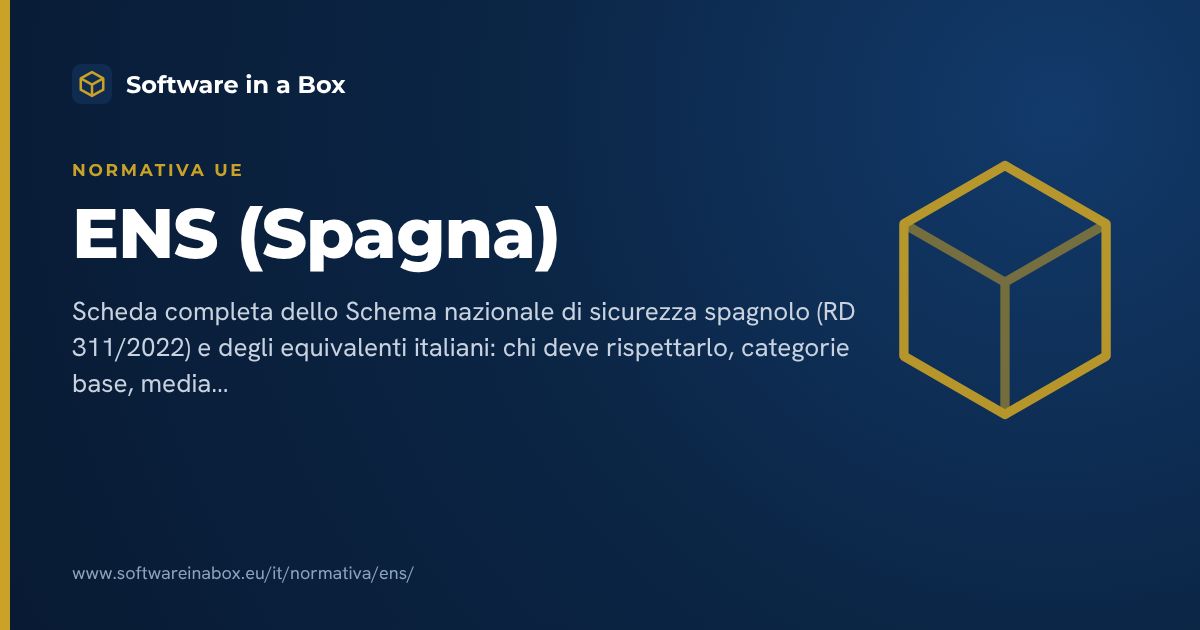 Software in a Box
NORMATIVA UE
ENS (Spagna)
Scheda completa dello Schema nazionale di sicurezza spagnolo (RD
311/2022) e degli equivalenti italiani: chi deve rispettarlo, categorie
base, media...
www.softwareinabox.eu/it/normativa/ens/